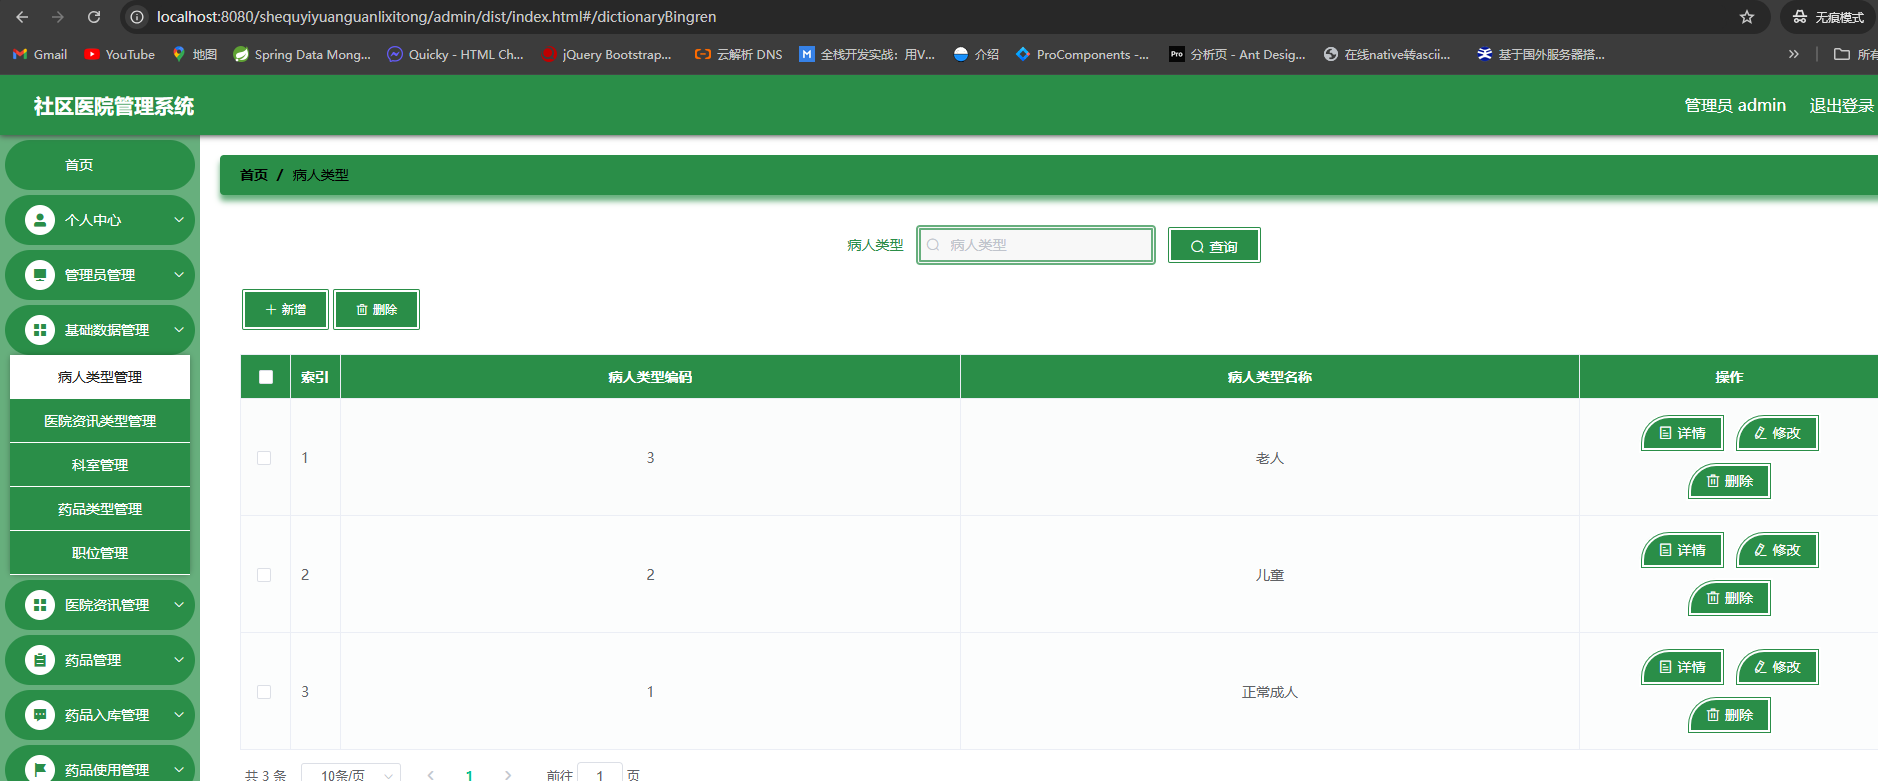 localhost:8080/shequyiyuanguanlixitong/admin/dist/index.html#/dictionaryBingren 无痕模式
Gmail YouTube 地图 Spring Data Mong... Quicky - HTML Ch... jQuery Bootstrap... 云解析 DNS 全栈开发实战：用V... 介绍 ProComponents -... Pro 分析页 - Ant Desig... 在线native转ascii... 基于国外服务器搭... » 所有
社区医院管理系统 管理员 admin 退出登录
首页
个人中心
管理员管理
基础数据管理
病人类型管理
医院资讯类型管理
科室管理
药品类型管理
职位管理
医院资讯管理
药品管理
药品入库管理
药品使用管理
首页 / 病人类型
病人类型 病人类型 查询
新增 删除
索引 病人类型编码 病人类型名称 操作
1 3 老人 详情 修改
删除
2 2 儿童 详情 修改
删除
3 1 正常成人 详情 修改
删除
共 3 条 10条/页 1 前往 1 页